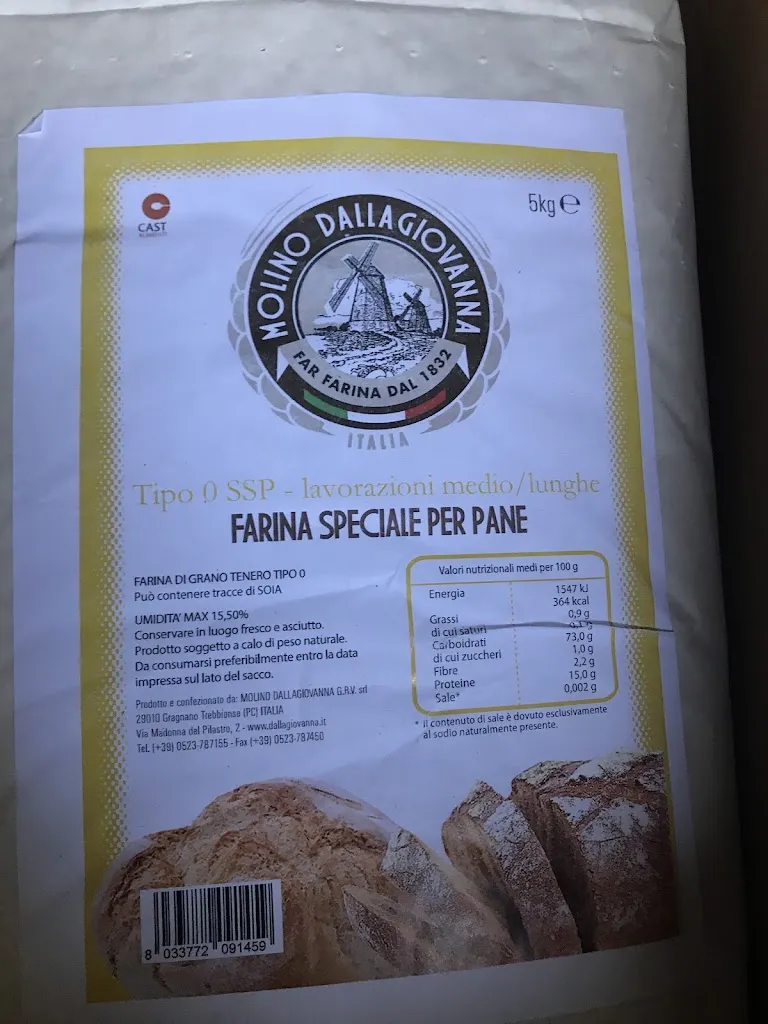 CAST
ALIMENTI
5kg ℮
MOLINO DALLAGIOVANNA
FAR FARINA DAL 1832
ITALIA
Tipo 0 SSP - lavorazioni medio/lunghe
FARINA SPECIALE PER PANE
FARINA DI GRANO TENERO TIPO 0
Può contenere tracce di SOIA
UMIDITA' MAX 15,50%
Conservare in luogo fresco e asciutto.
Prodotto soggetto a calo di peso naturale.
Da consumarsi preferibilmente entro la data
impressa sul lato del sacco.
Prodotto e confezionato da: MOLINO DALLAGIOVANNA G.R.V. srl
29010 Gragnano Trebbiense (PC) ITALIA
Via Madonna del Pilastro, 2 - www.dallagiovanna.it
Tel. (+39) 0523-787155 - Fax (+39) 0523-787450
Valori nutrizionali medi per 100 g
Energia 1547 kJ
364 kcal
Grassi 0,9 g
di cui saturi 0,1 g
Carboidrati 73,0 g
di cui zuccheri 1,0 g
Fibre 2,2 g
Proteine 15,0 g
Sale* 0,002 g
* il contenuto di sale è dovuto esclusivamente
al sodio naturalmente presente.
8 033772 091459